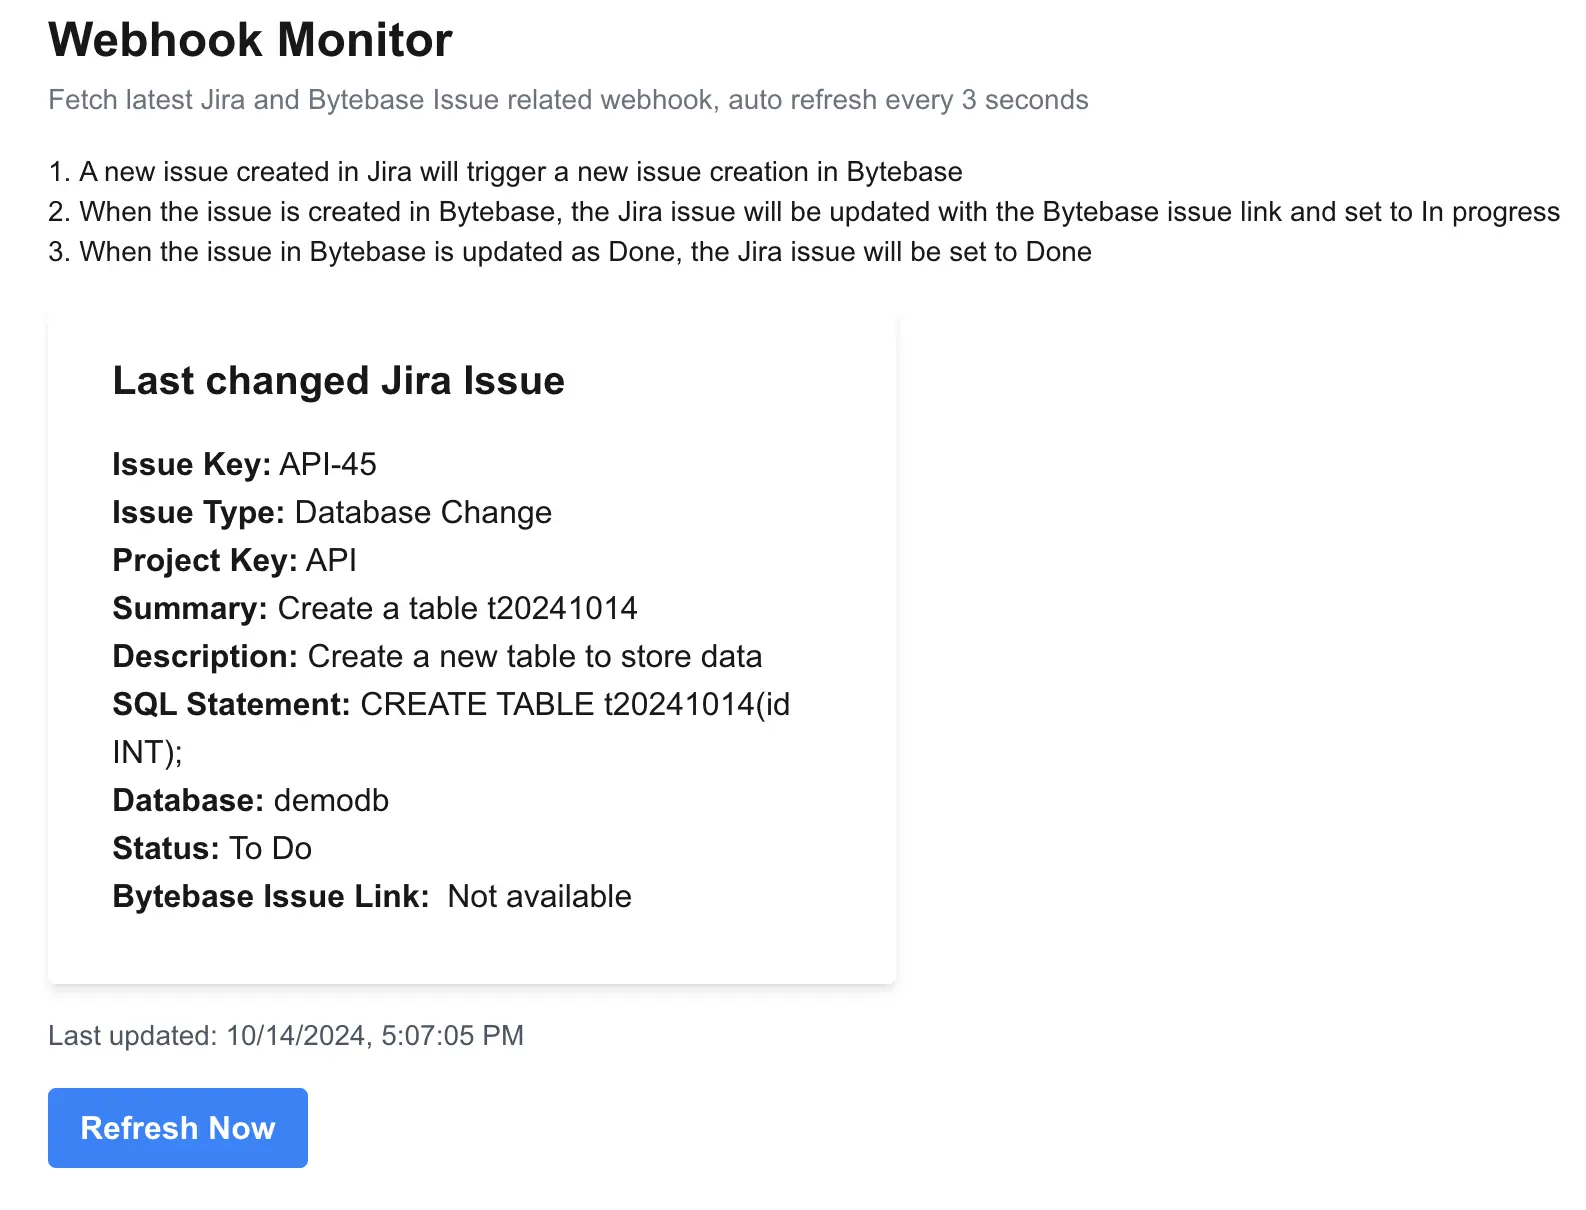 Webhook Monitor
Fetch latest Jira and Bytebase Issue related webhook, auto refresh every 3 seconds
1. A new issue created in Jira will trigger a new issue creation in Bytebase
2. When the issue is created in Bytebase, the Jira issue will be updated with the Bytebase issue link and set to In progress
3. When the issue in Bytebase is updated as Done, the Jira issue will be set to Done
Last changed Jira Issue
Issue Key: API-45
Issue Type: Database Change
Project Key: API
Summary: Create a table t20241014
Description: Create a new table to store data
SQL Statement: CREATE TABLE t20241014(id
INT);
Database: demodb
Status: To Do
Bytebase Issue Link: Not available
Last updated: 10/14/2024, 5:07:05 PM
Refresh Now